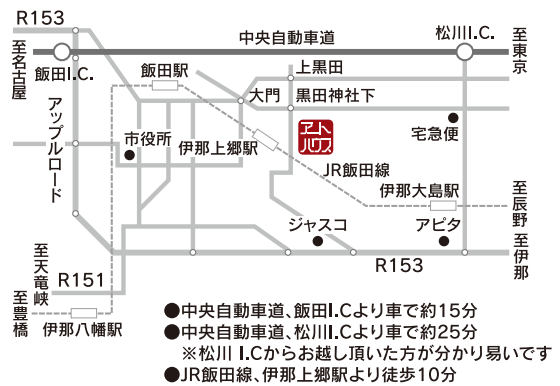 R153
中央自動車道
松川I.C.
至名古屋
飯田I.C.
至東京
飯田駅
上黒田
大門
黒田神社下
アップルロード
市役所
伊那上郷駅
アートハウス
宅急便
JR飯田線
伊那大島駅
至辰野
ジャスコ
アピタ
至伊那
R153
至天竜峡
R151
至豊橋
伊那八幡駅
●中央自動車道、飯田I.Cより車で約15分
●中央自動車道、松川I.Cより車で約25分
※松川 I.Cからお越し頂いた方が分かり易いです
●JR飯田線、伊那上郷駅より徒歩10分